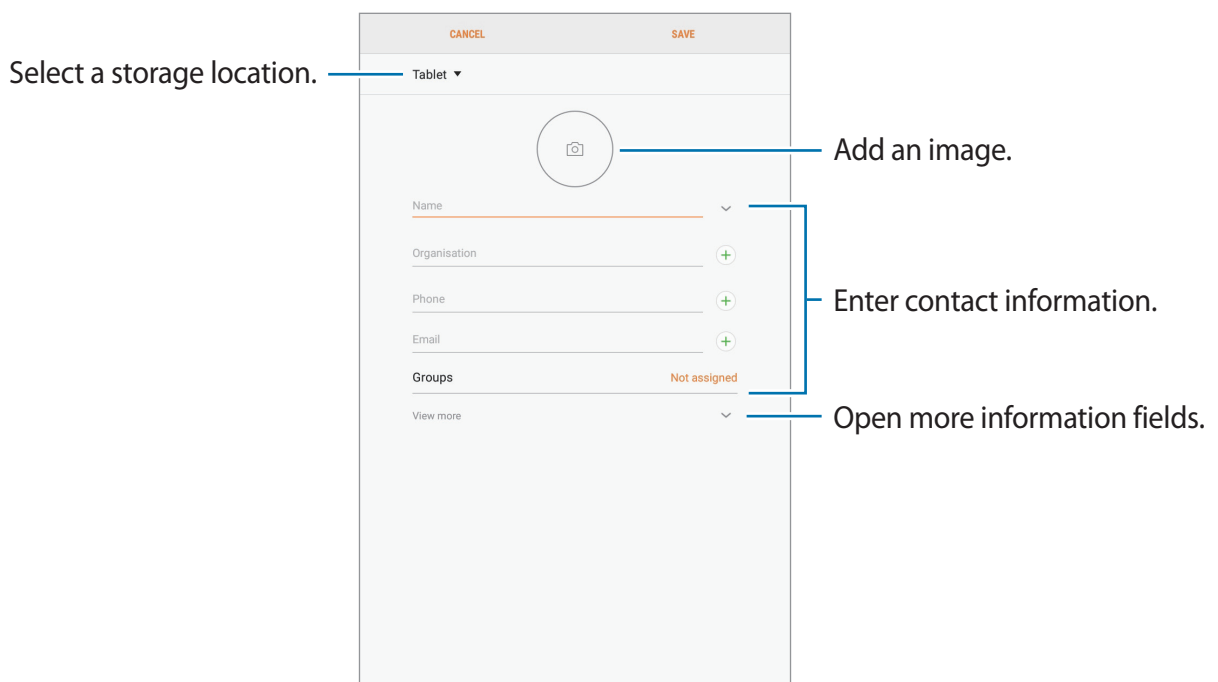 CANCEL SAVE
Select a storage location.
Tablet
Add an image.
Name
Organisation
Phone
Enter contact information.
Email
Groups Not assigned
View more
Open more information fields.